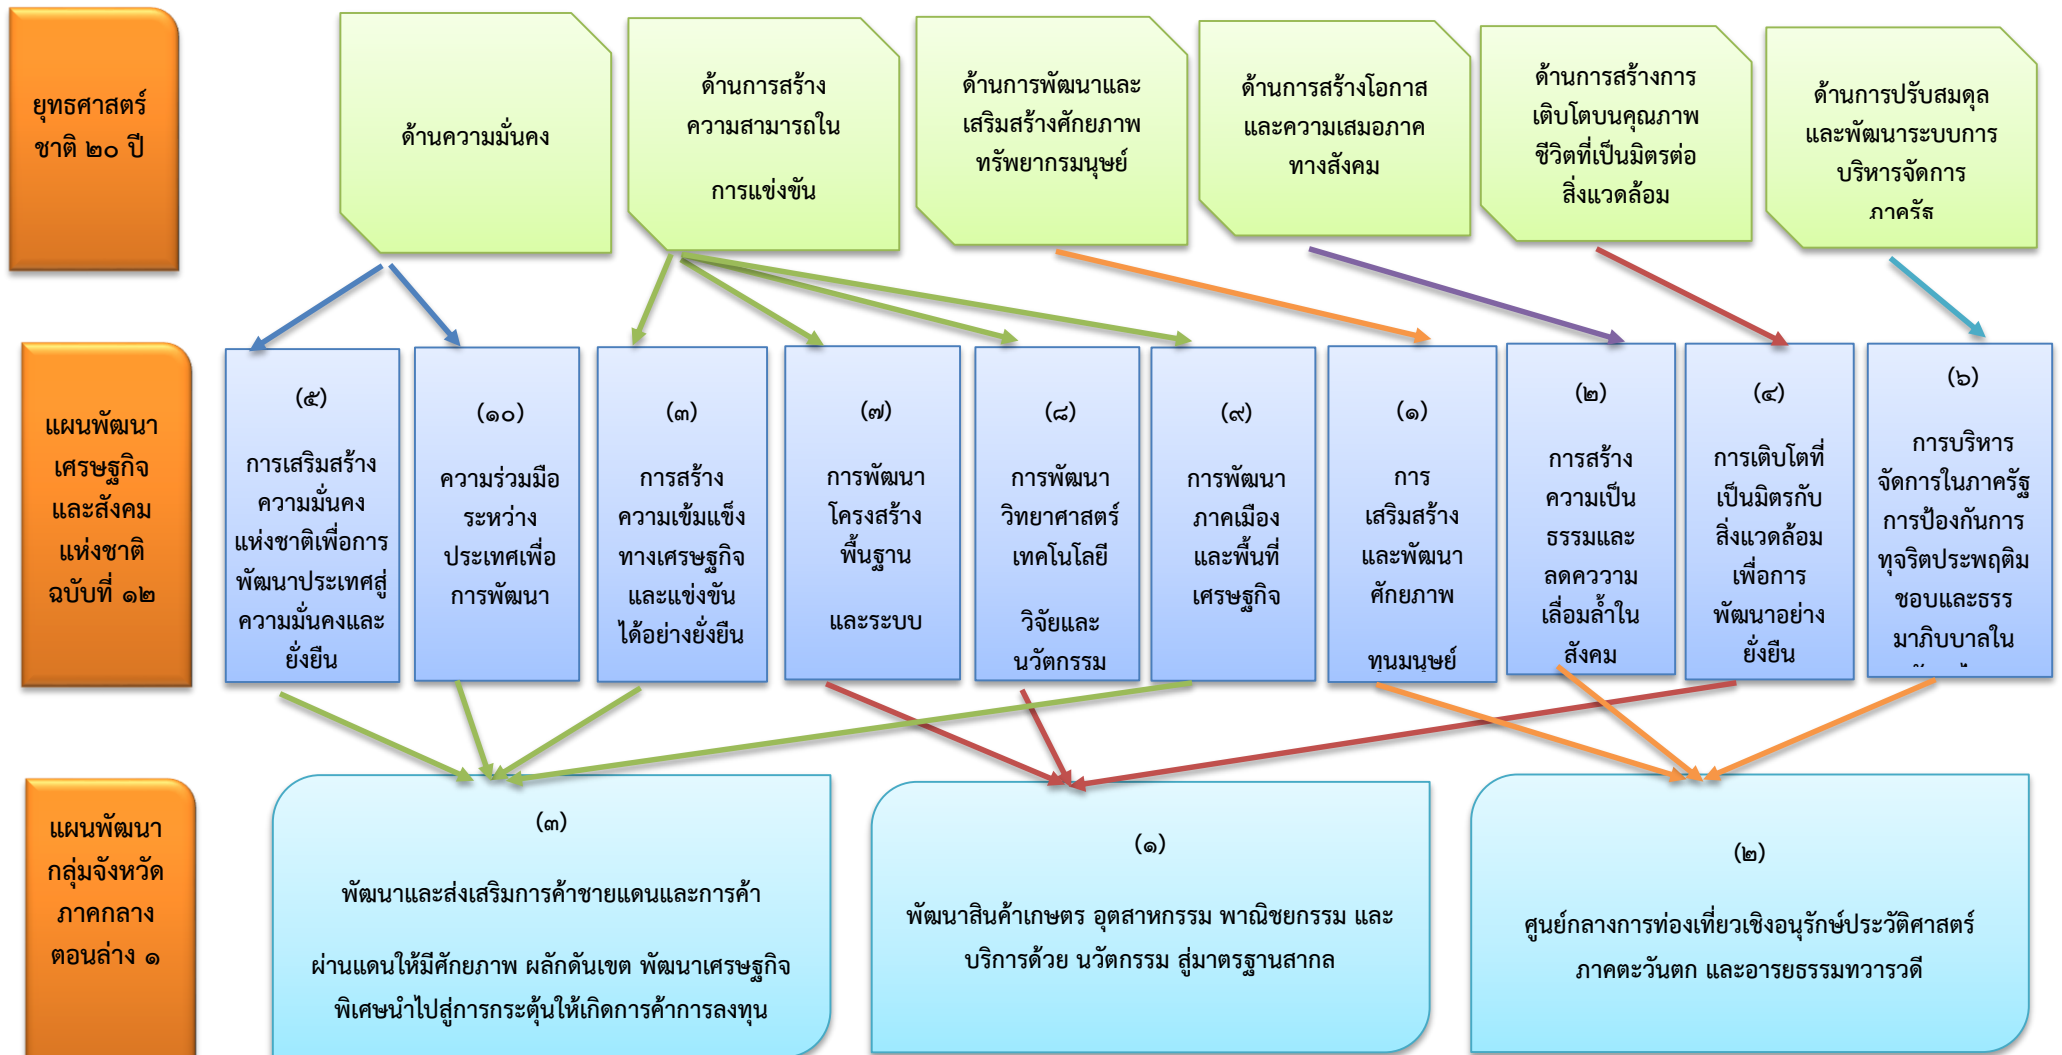 ยุทธศาสตร์
ชาติ ๒๐ ปี
ด้านความมั่นคง
ด้านการสร้าง
ความสามารถใน
การแข่งขัน
ด้านการพัฒนาและ
เสริมสร้างศักยภาพ
ทรัพยากรมนุษย์
ด้านการสร้างโอกาส
และความเสมอภาค
ทางสังคม
ด้านการสร้างการ
เติบโตบนคุณภาพ
ชีวิตที่เป็นมิตรต่อ
สิ่งแวดล้อม
ด้านการปรับสมดุล
และพัฒนาระบบการ
บริหารจัดการ
ภาครัฐ
แผนพัฒนา
เศรษฐกิจ
และสังคม
แห่งชาติ
ฉบับที่ ๑๒
(๕)
การเสริมสร้าง
ความมั่นคง
แห่งชาติเพื่อการ
พัฒนาประเทศสู่
ความมั่นคงและ
ยั่งยืน
(๑๐)
ความร่วมมือ
ระหว่าง
ประเทศเพื่อ
การพัฒนา
(๓)
การสร้าง
ความเข้มแข็ง
ทางเศรษฐกิจ
และแข่งขัน
ได้อย่างยั่งยืน
(๗)
การพัฒนา
โครงสร้าง
พื้นฐาน
และระบบ
(๘)
การพัฒนา
วิทยาศาสตร์
เทคโนโลยี
วิจัยและ
นวัตกรรม
(๙)
การพัฒนา
ภาคเมือง
และพื้นที่
เศรษฐกิจ
(๑)
การ
เสริมสร้าง
และพัฒนา
ศักยภาพ
ทุนมนุษย์
(๒)
การสร้าง
ความเป็น
ธรรมและ
ลดคววาม
เลื่อมล้ำใน
สังคม
(๔)
การเติบโตที่
เป็นมิตรกับ
สิ่งแวดล้อม
เพื่อการ
พัฒนาอย่าง
ยั่งยืน
(๖)
การบริหาร
จัดการในภาครัฐ
การป้องกันการ
ทุจริตประพฤติม
ชอบและธรร
มาภิบบาลใน
แผนพัฒนา
กลุ่มจังหวัด
ภาคกลาง
ตอนล่าง ๑
(๓)
พัฒนาและส่งเสริมการค้าชายแดนและการค้า
ผ่านแดนให้มีศักยภาพ ผลักดันเขต พัฒนาเศรษฐกิจ
พิเศษนำไปสู่การกระตุ้นให้เกิดการค้าการลงทุน
(๑)
พัฒนาสินค้าเกษตร อุตสาหกรรม พาณิชยกรรม และ
บริการด้วย นวัตกรรม สู่มาตรฐานสากล
(๒)
ศูนย์กลางการท่องเที่ยวเชิงอนุรักษ์ประวัติศาสตร์
ภาคตะวันตก และอารยธรรมทวารวดี